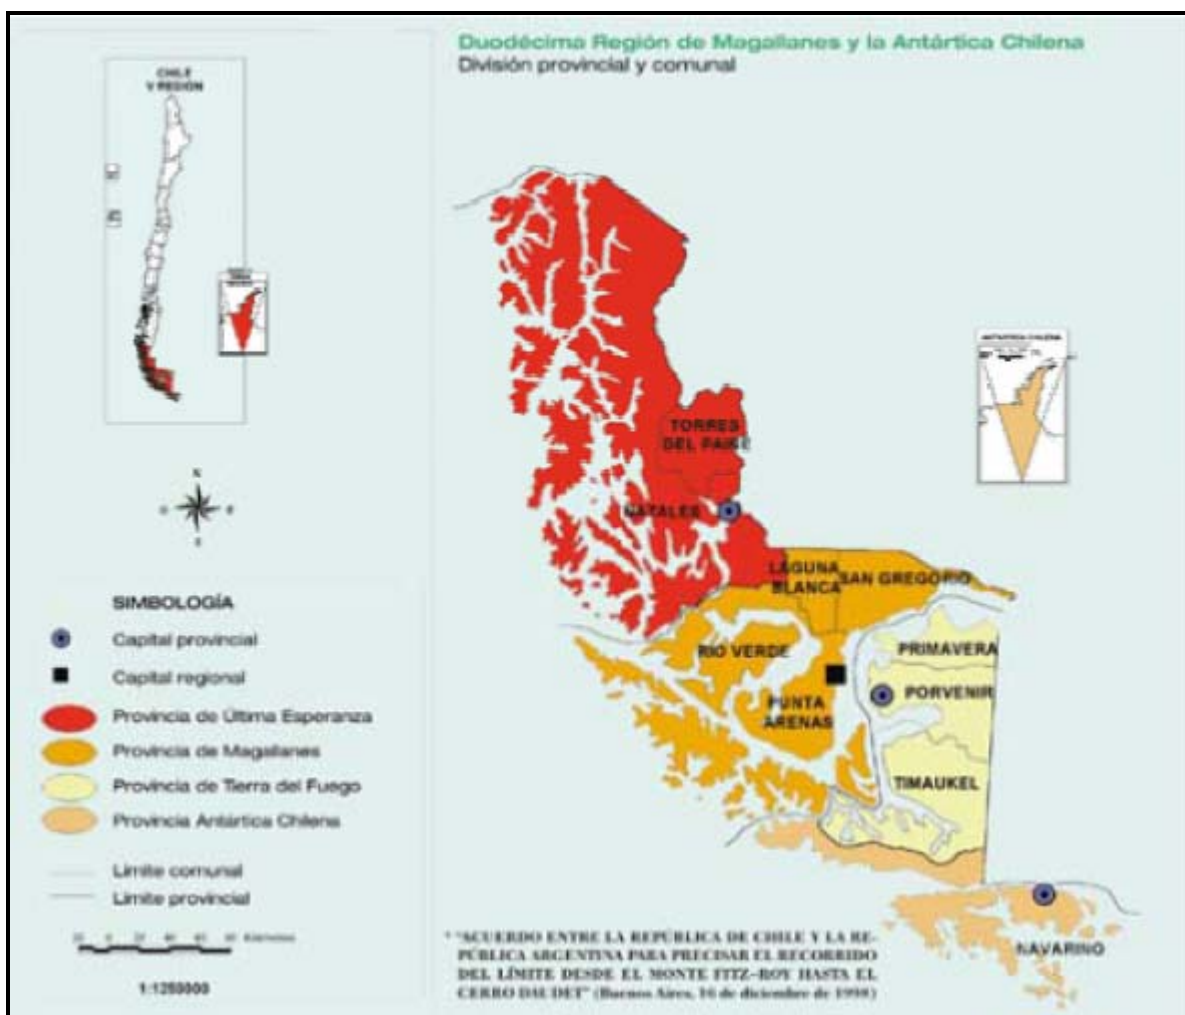 Duodécima Región de Magallanes y la Antártica Chilena
División provincial y comunal
CHILE
V REGIÓN
ANTÁRTICA CHILENA
TORRES
DEL PAINE
NATALES
LAGUNA
BLANCA
SAN GREGORIO
PRIMAVERA
RIO VERDE
PORVENIR
PUNTA
ARENAS
TIMAUKEL
NAVARINO
N
S
SIMBOLOGÍA
Capital provincial
Capital regional
Provincia de Última Esperanza
Provincia de Magallanes
Provincia de Tierra del Fuego
Provincia Antártica Chilena
Límite comunal
Límite provincial
Kilómetros
1:1250000
* "ACUERDO ENTRE LA REPÚBLICA DE CHILE Y LA RE-
PÚBLICA ARGENTINA PARA PRECISAR EL RECORRIDO
DEL LÍMITE DESDE EL MONTE FITZ-ROY HASTA EL
CERRO DAUDET" (Buenos Aires, 16 de diciembre de 1998)